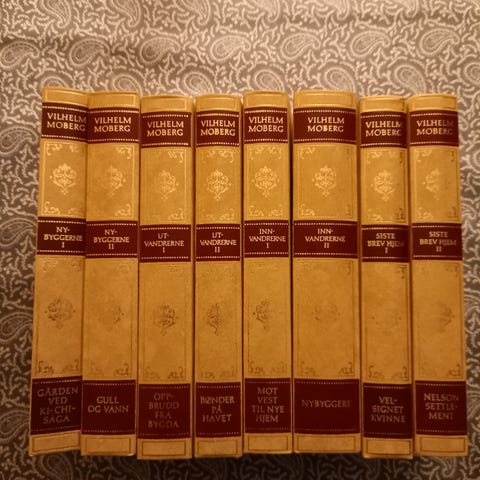 VILHELM
MOBERG
NY-
BYGGERNE
I
GÅRDEN
VED
KI-CHI-
SAGA
VILHELM
MOBERG
NY-
BYGGERNE
II
GULL
OG VANN
VILHELM
MOBERG
UT-
VANDRERNE
I
OPP-
BRUDD
FRA
BYGDA
VILHELM
MOBERG
UT-
VANDRERNE
II
BØNDER
PÅ
HAVET
VILHELM
MOBERG
INN-
VANDRERNE
I
MOT
VEST
TIL NYE
HJEM
VILHELM
MOBERG
INN-
VANDRERNE
II
NYBYGGERE
VILHELM
MOBERG
SISTE
BREV HJEM
I
VEL-
SIGNET
KVINNE
VILHELM
MOBERG
SISTE
BREV HJEM
II
NELSON
SETTLE-
MENT